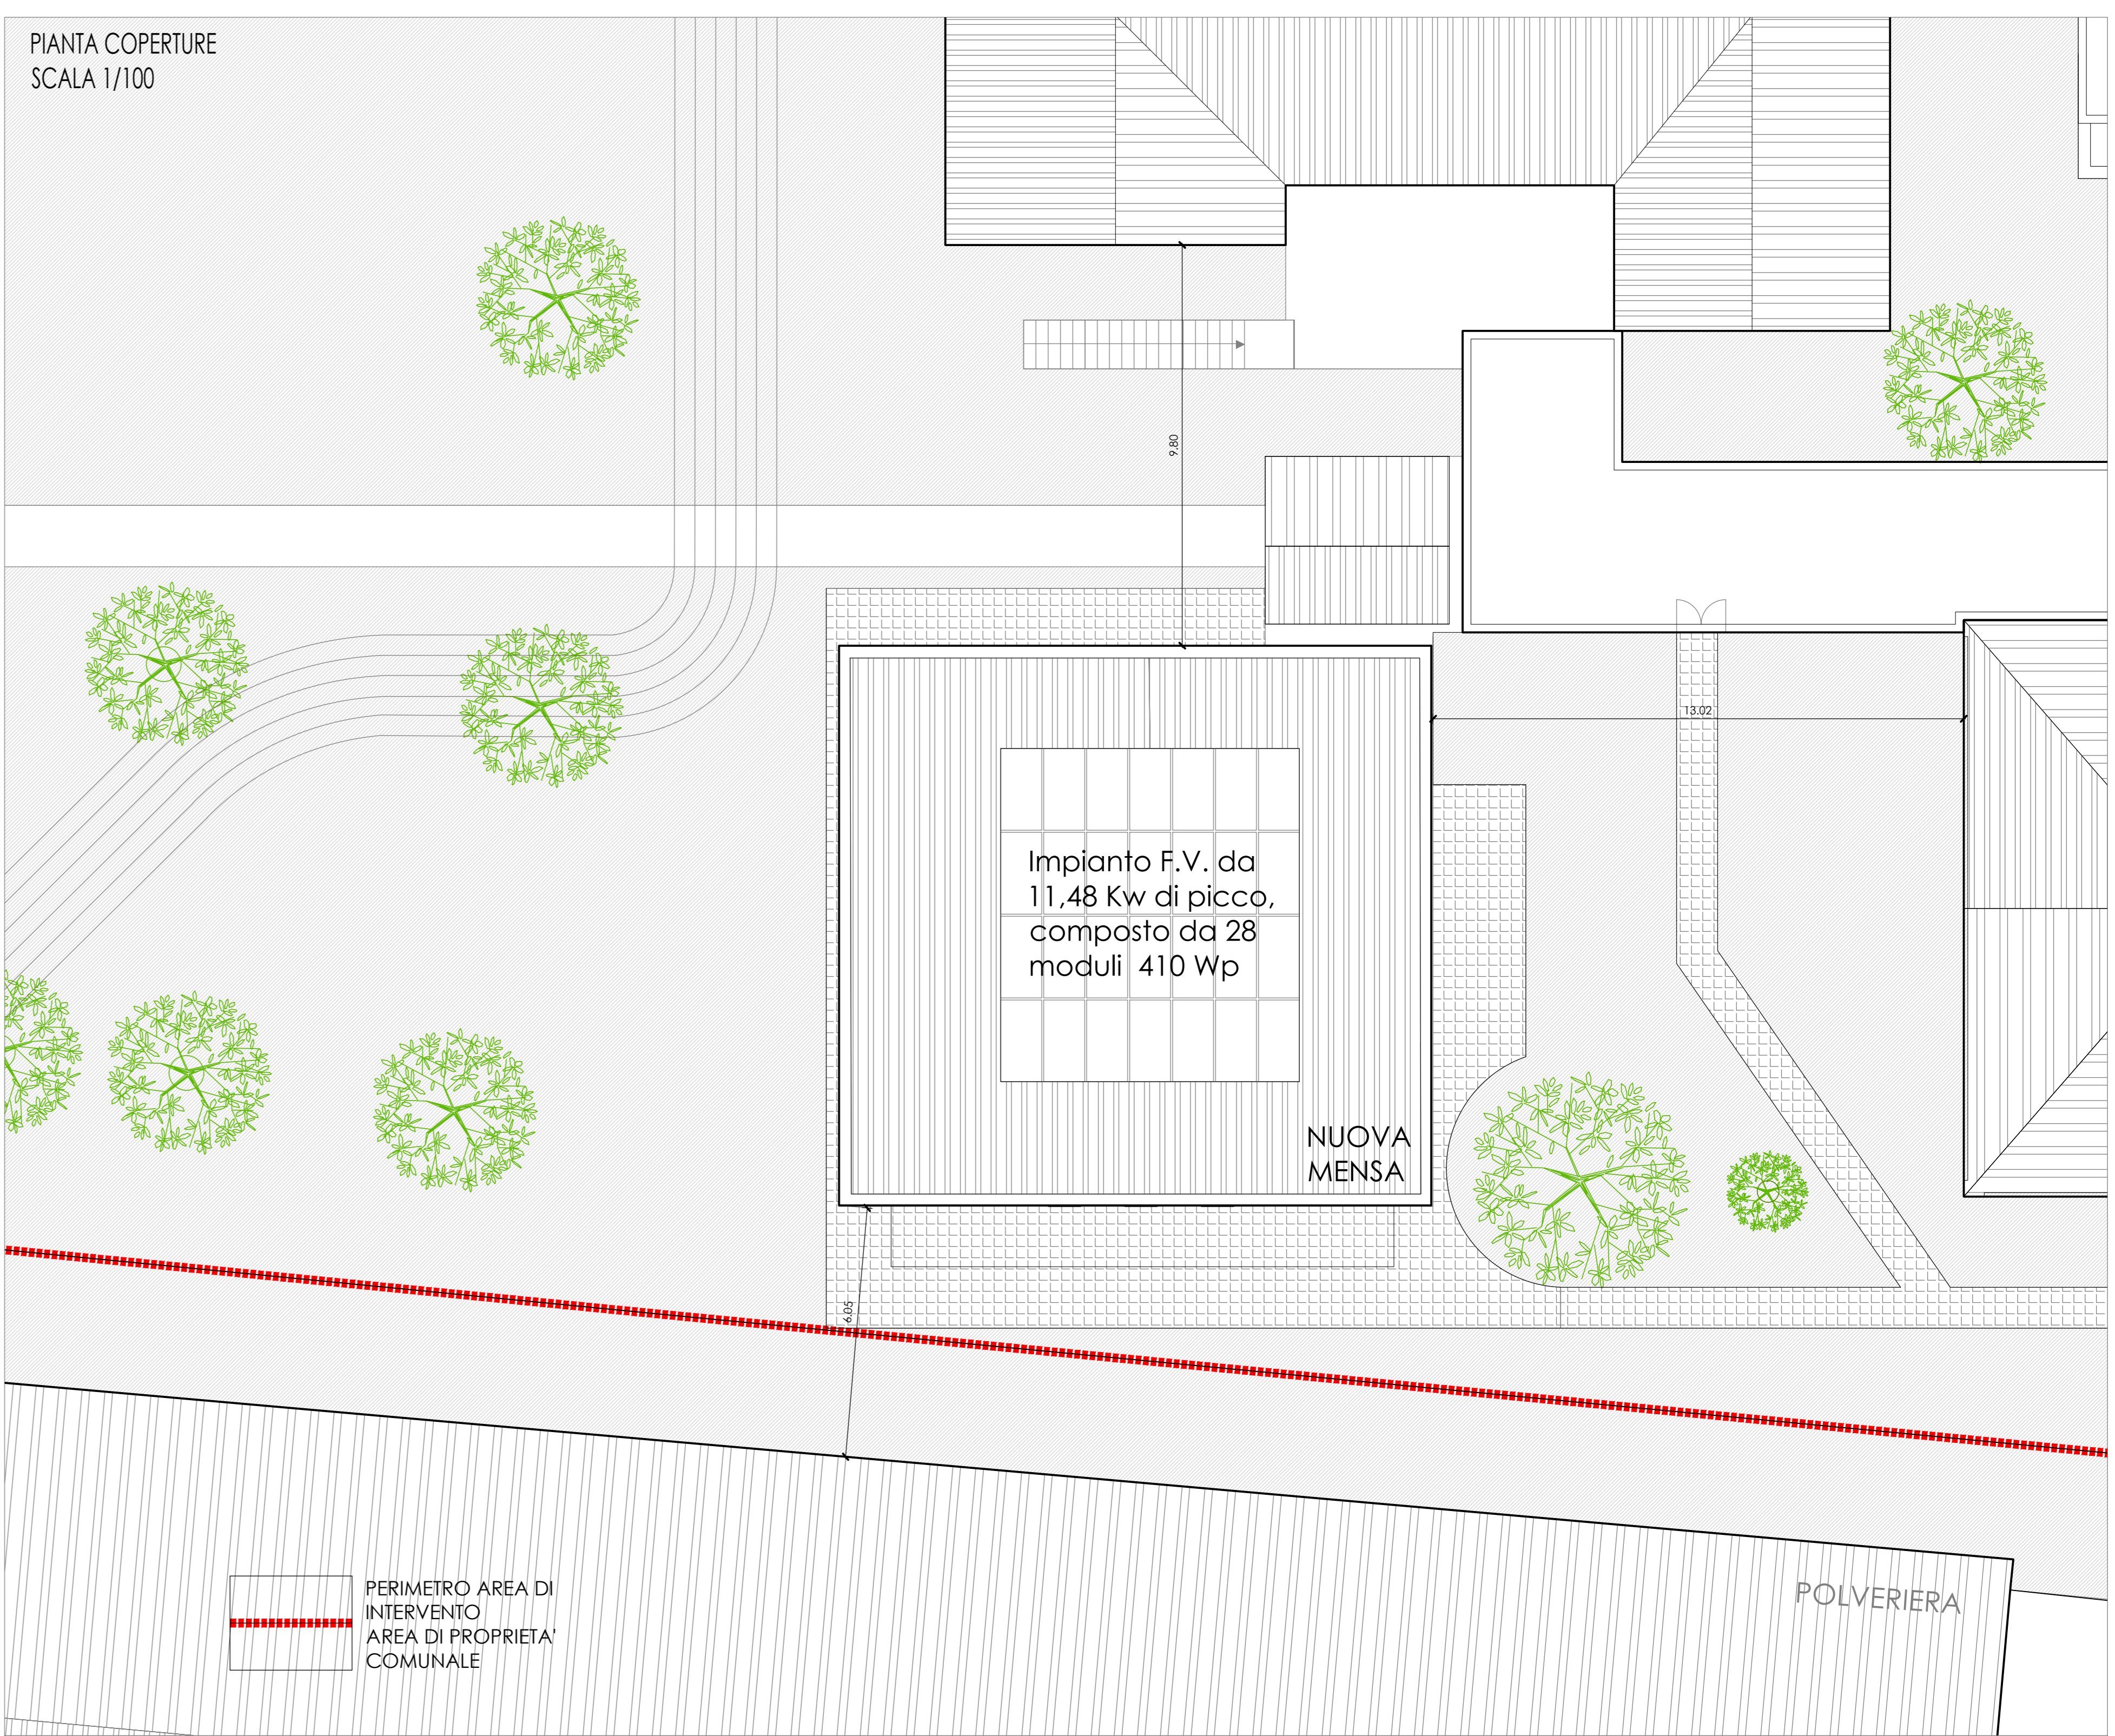 PIANTA COPERTURE
SCALA 1/100
9.80
13.02
Impianto F.V. da
11,48 Kw di picco,
composto da 28
moduli 410 Wp
NUOVA
MENSA
6.05
PERIMETRO AREA DI
INTERVENTO
AREA DI PROPRIETA'
COMUNALE
POLVERIERA